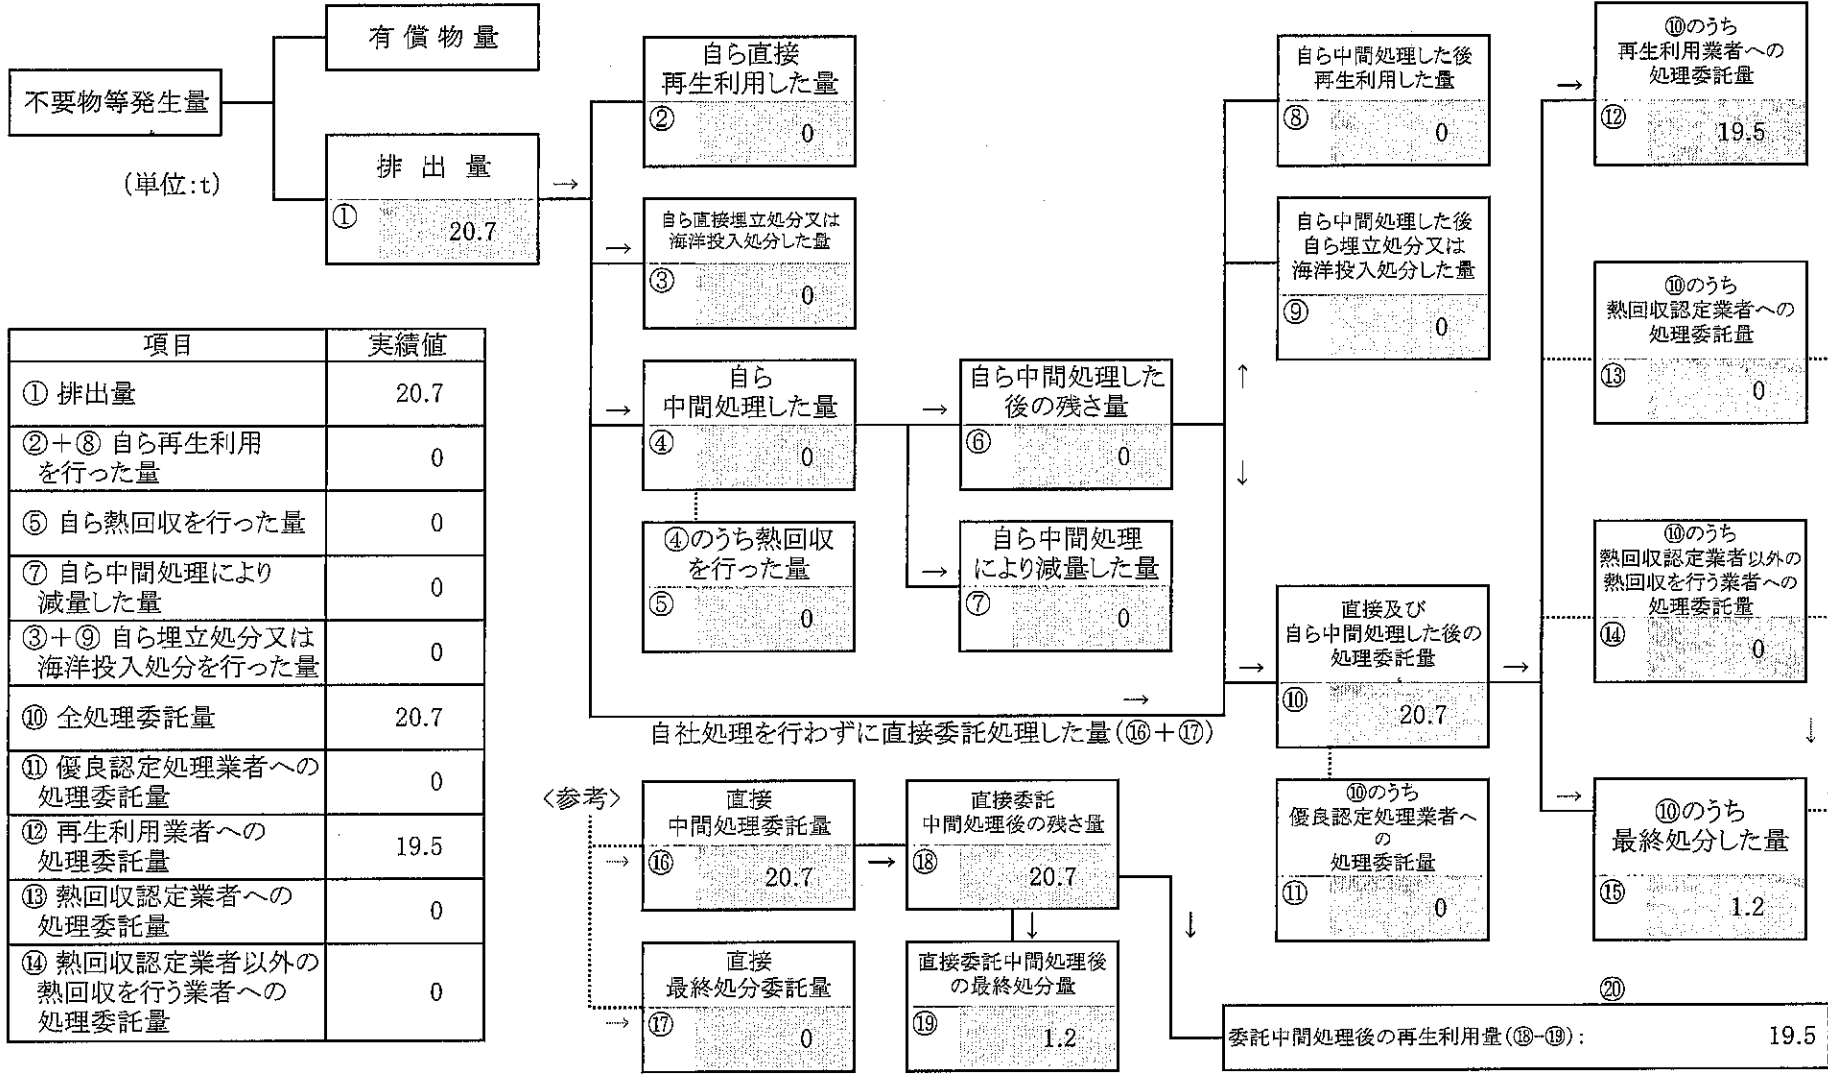 不要物等発生量
(単位:t)
有償物量
排出量
①
20.7
→
項目 実績値
① 排出量 20.7
②+⑧ 自ら再生利用
を行った量 0
⑤ 自ら熱回収を行った量 0
⑦ 自ら中間処理により
減量した量 0
③+⑨ 自ら埋立処分又は
海洋投入処分を行った量 0
⑩ 全処理委託量 20.7
⑪ 優良認定処理業者への
処理委託量 0
⑫ 再生利用業者への
処理委託量 19.5
⑬ 熱回収認定業者への
処理委託量 0
⑭ 熱回収認定業者以外の
熱回収を行う業者への
処理委託量 0
自ら直接
再生利用した量
②
0
→
自ら直接埋立処分又は
海洋投入処分した量
③
0
→
自ら
中間処理した量
④
0
④のうち熱回収
を行った量
⑤
0
→
自ら中間処理した
後の残さ量
⑥
0
→
自ら中間処理
により減量した量
⑦
0
→
自社処理を行わずに直接委託処理した量(⑯+⑰)
↑
↓
自ら中間処理した後
再生利用した量
⑧
0
自ら中間処理した後
自ら埋立処分又は
海洋投入処分した量
⑨
0
→
直接及び
自ら中間処理した後の
処理委託量
⑩
20.7
→
⑩のうち
優良認定処理業者へ
の
処理委託量
⑪
0
→
⑩のうち
再生利用業者への
処理委託量
⑫
19.5
⑩のうち
熱回収認定業者への
処理委託量
⑬
0
⑩のうち
熱回収認定業者以外の
熱回収を行う業者への
処理委託量
⑭
0
↓
→
⑩のうち
最終処分した量
⑮
1.2
〈参考〉
→
直接
中間処理委託量
⑯
20.7
→
直接委託
中間処理後の残さ量
⑱
20.7
→
直接
最終処分委託量
⑰
0
↓
直接委託中間処理後
の最終処分量
⑲
1.2
↓
⑳
委託中間処理後の再生利用量(⑱-⑲): 19.5